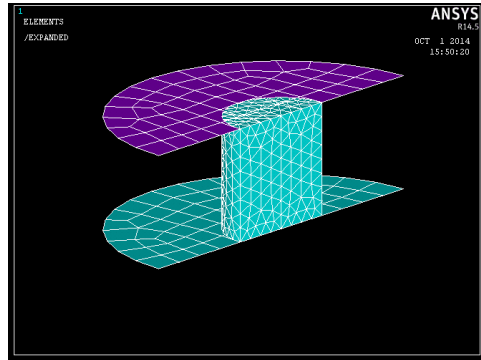 1
ELEMENTS
/EXPANDED
ANSYS
R14.5
OCT 1 2014
15:50:20